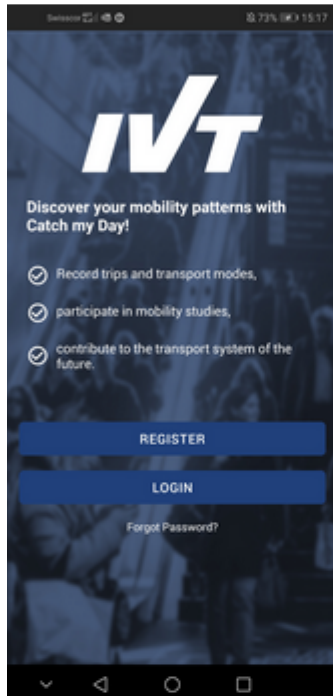 Swisscom
73% 15:17
IVT
Discover your mobility patterns with
Catch my Day!
Record trips and transport modes,
participate in mobility studies,
contribute to the transport system of the
future.
REGISTER
LOGIN
Forgot Password?